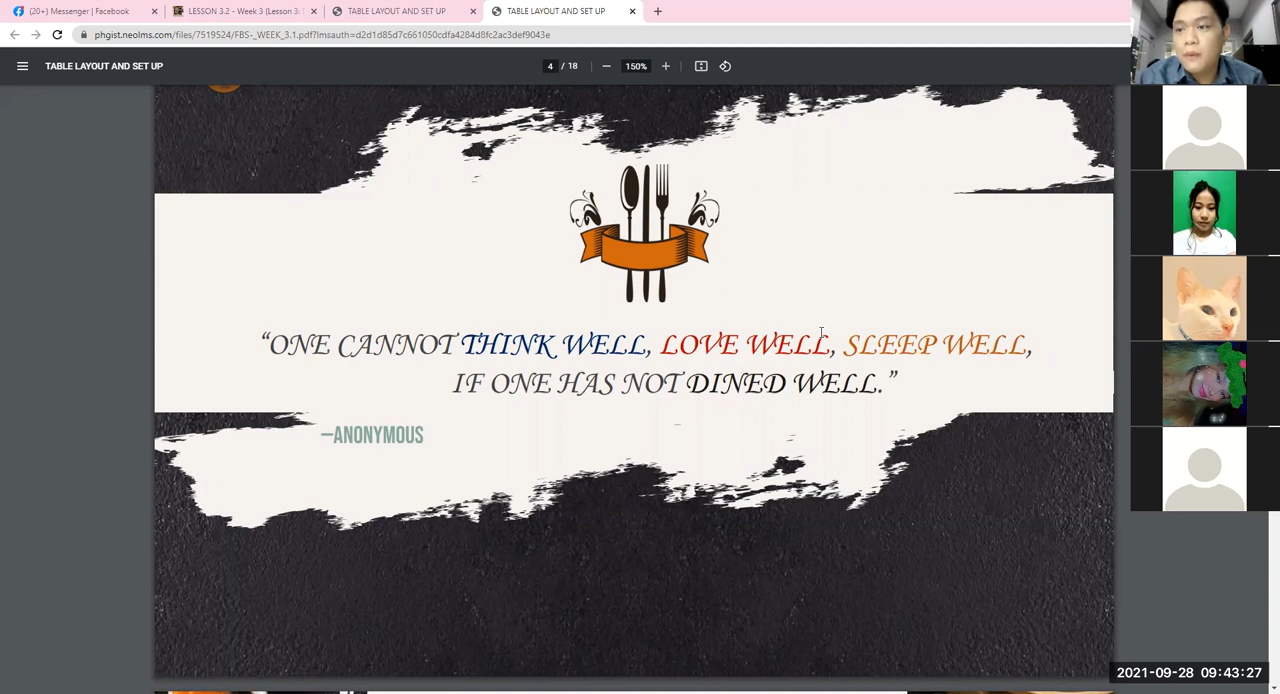 (20+) Messenger | Facebook
LESSON 3.2 - Week 3 (Lesson 3:
TABLE LAYOUT AND SET UP
TABLE LAYOUT AND SET UP
phgist.neolms.com/files/7519524/FBS-_WEEK_3.1.pdf?lmsauth=d2d1d85d7c661050cdfa4284d8fc2ac3def9043e
TABLE LAYOUT AND SET UP
4 / 18
150%
“ONE CANNOT THINK WELL, LOVE WELL, SLEEP WELL,
IF ONE HAS NOT DINED WELL.”
—ANONYMOUS
2021-09-28 09:43:27